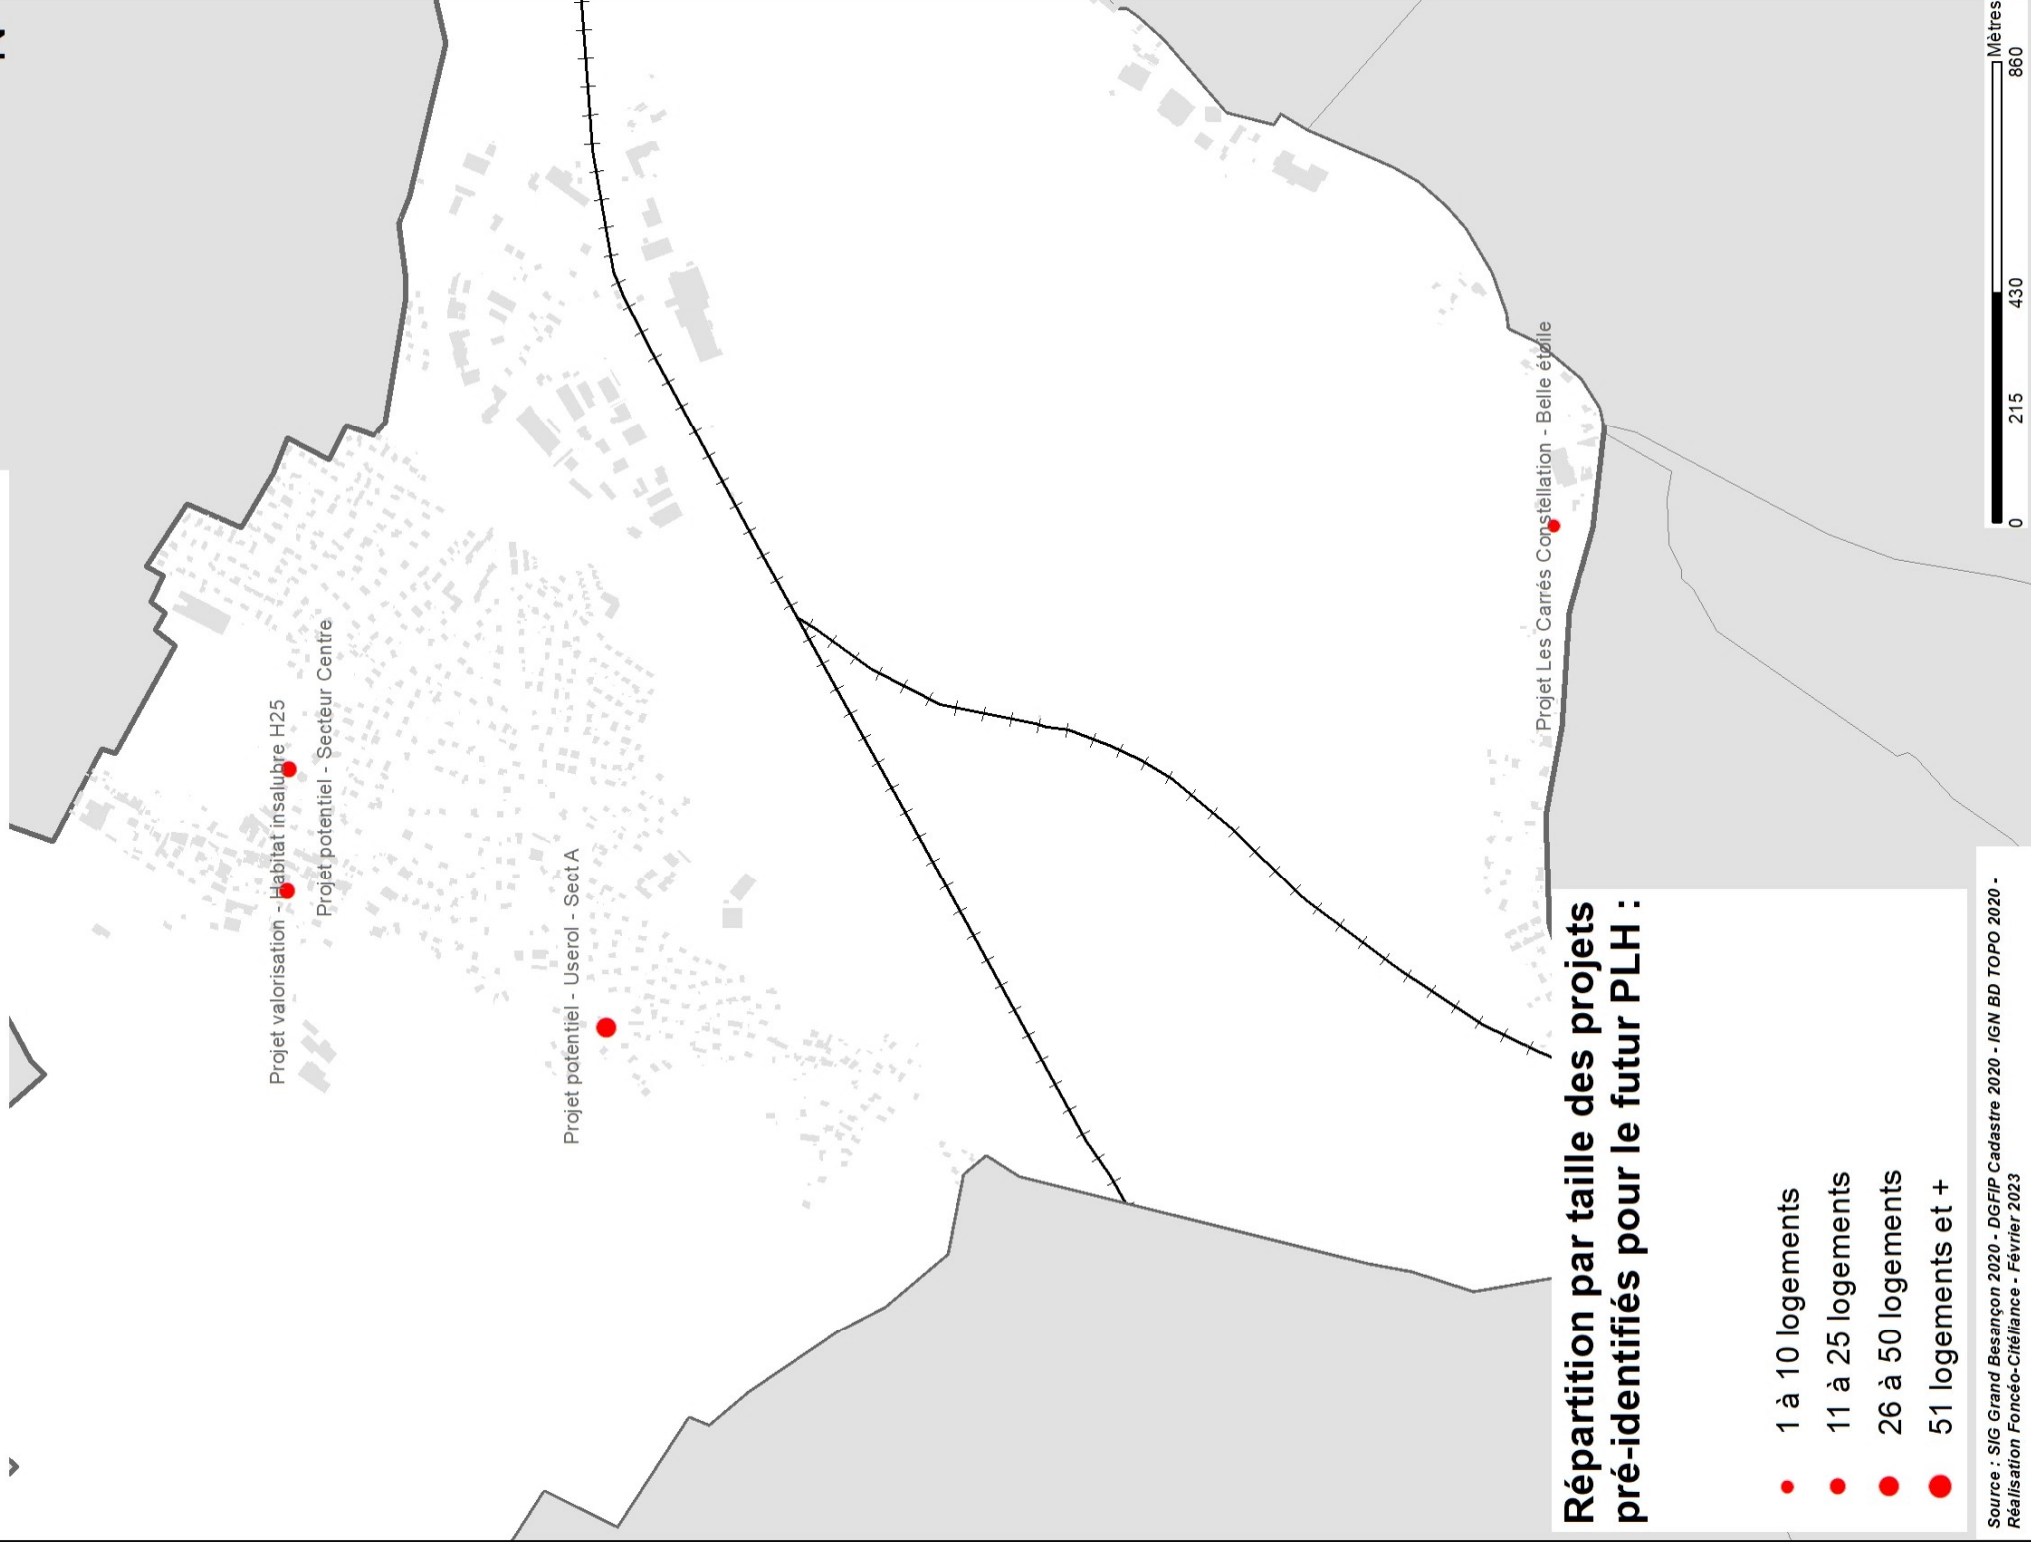 Projet valorisation - Habitat insalubre H25
Projet potentiel - Secteur Centre
Projet potentiel - Userol - Sect A
Projet Les Carrés Constellation - Belle étoile
Répartition par taille des projets
pré-identifiés pour le futur PLH :
1 à 10 logements
11 à 25 logements
26 à 50 logements
51 logements et +
0 215 430 860
Mètres
Source : SIG Grand Besançon 2020 - DGFIP Cadastre 2020 - IGN BD TOPO 2020 -
Réalisation Foncéo-Citéliance - Février 2023